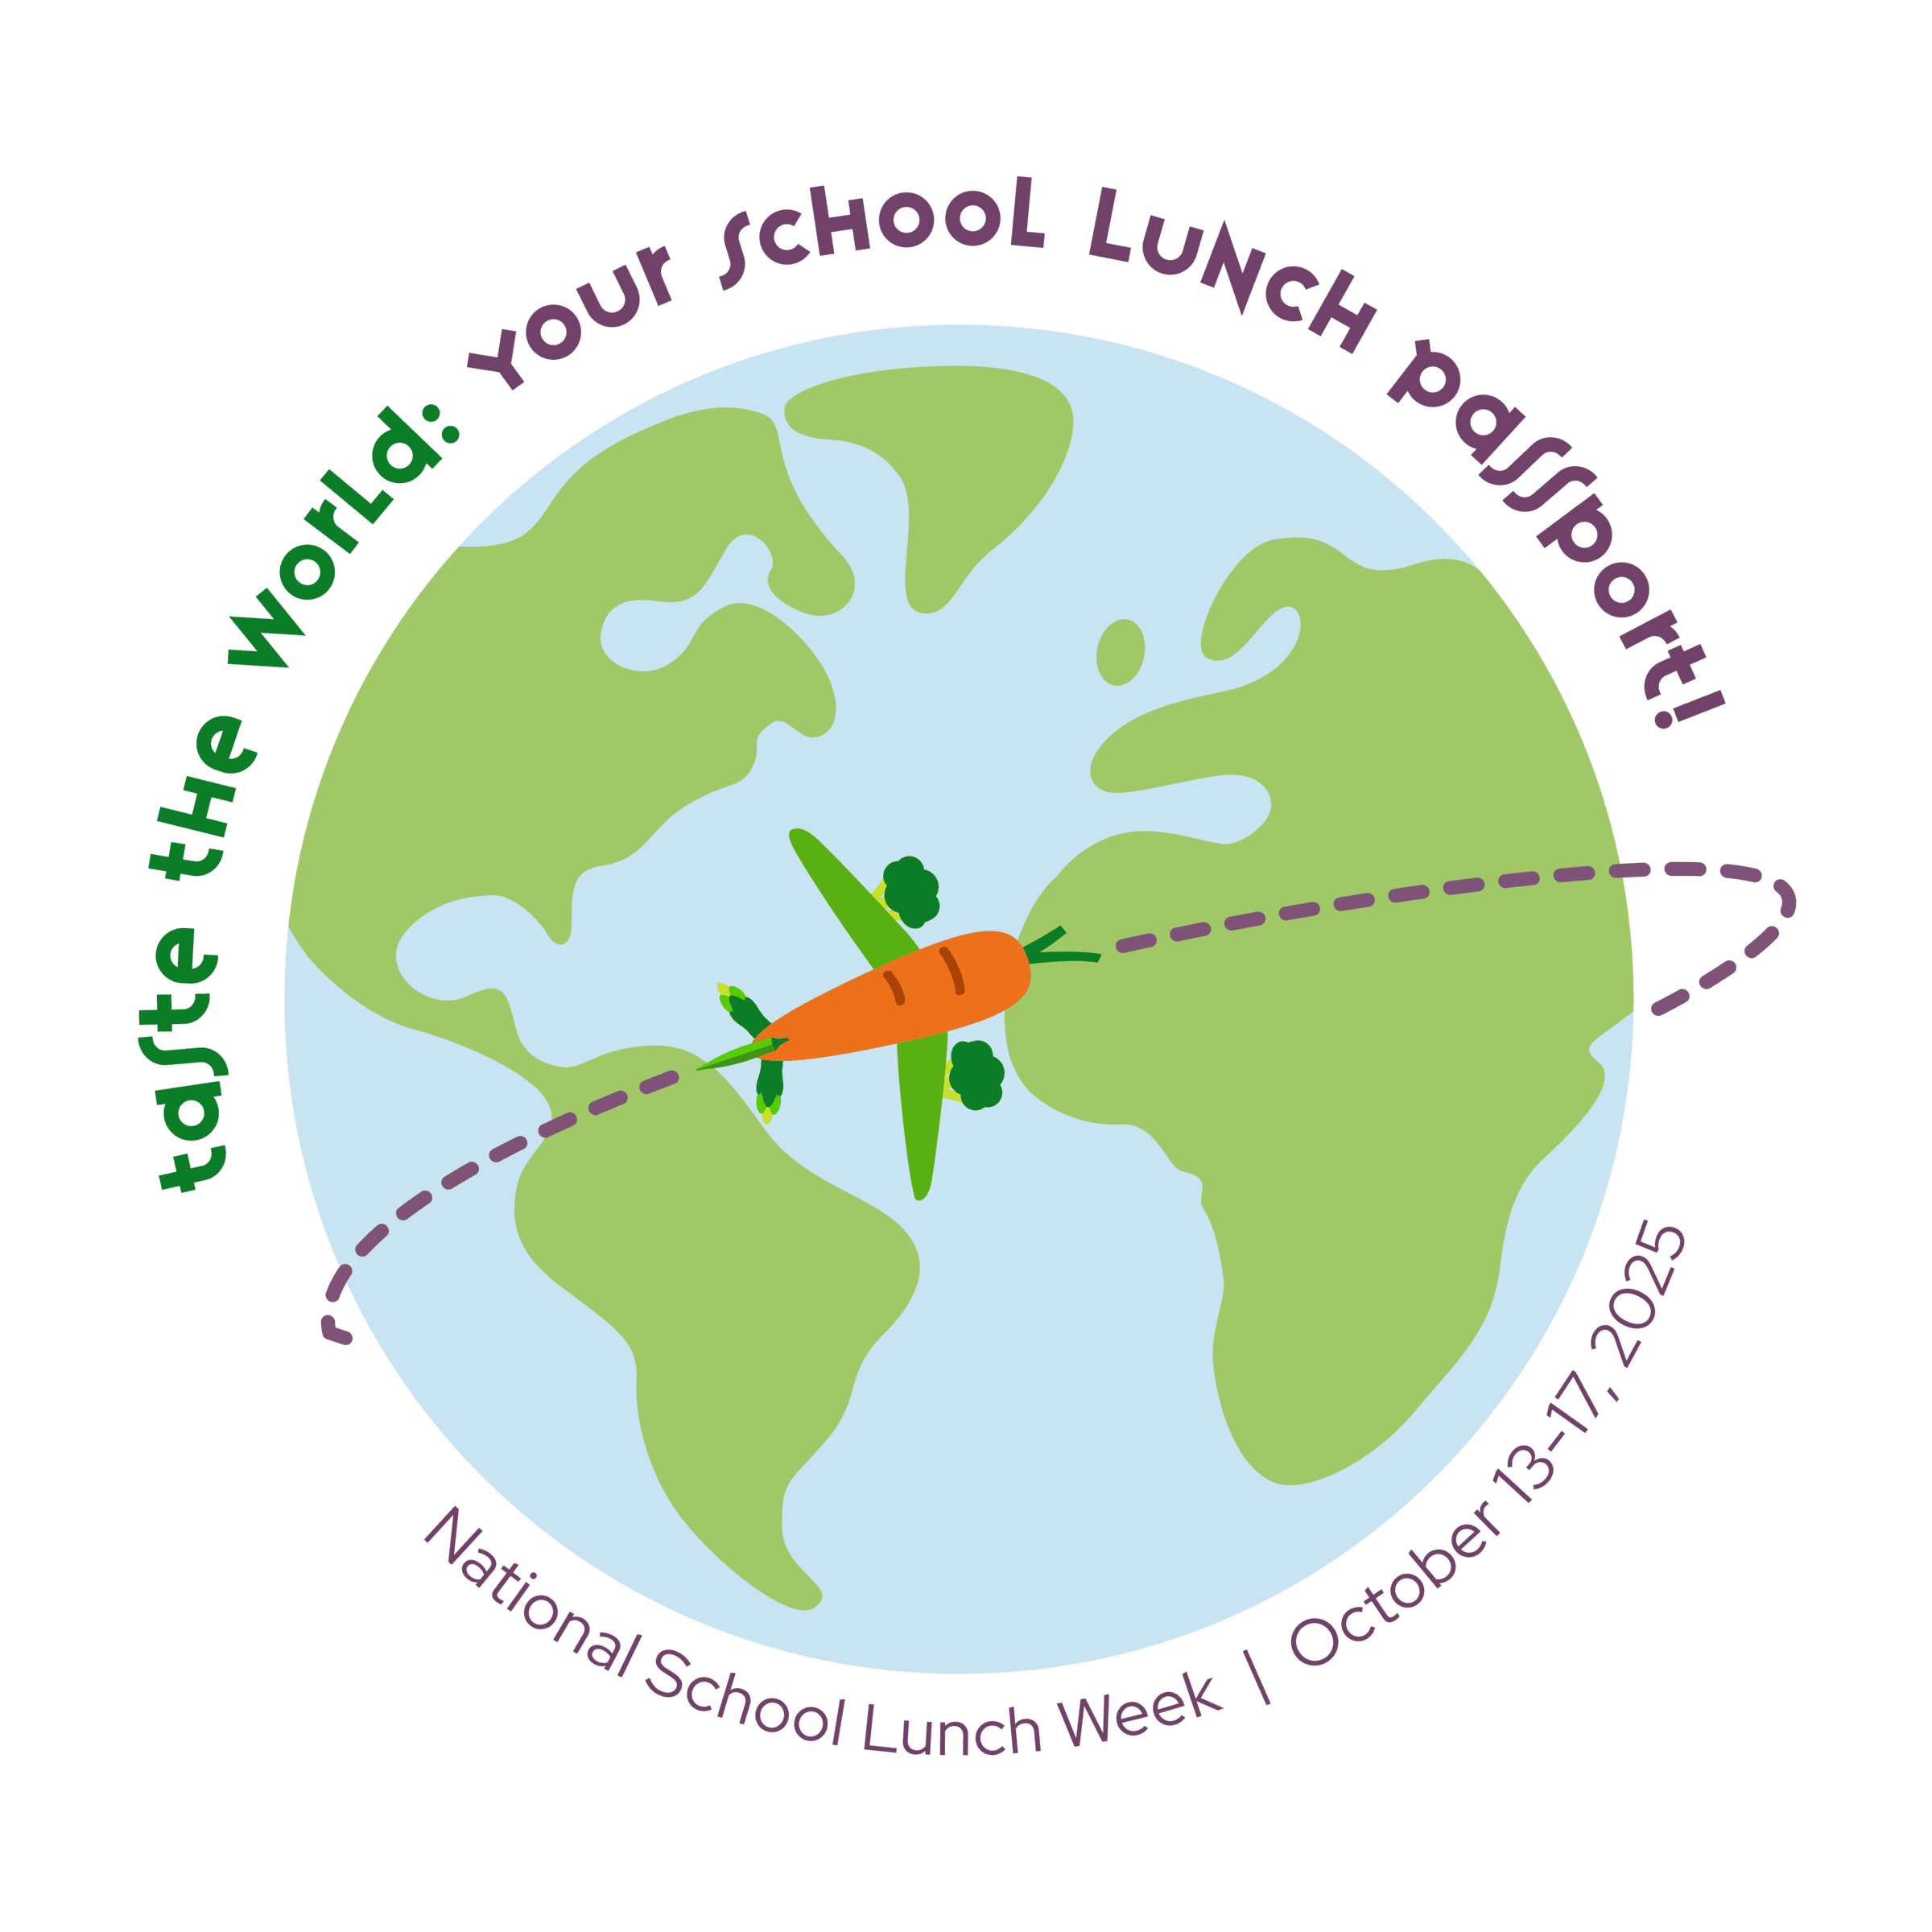 taste the world: Your School Lunch Passport!
National School Lunch Week | October 13-17, 2025